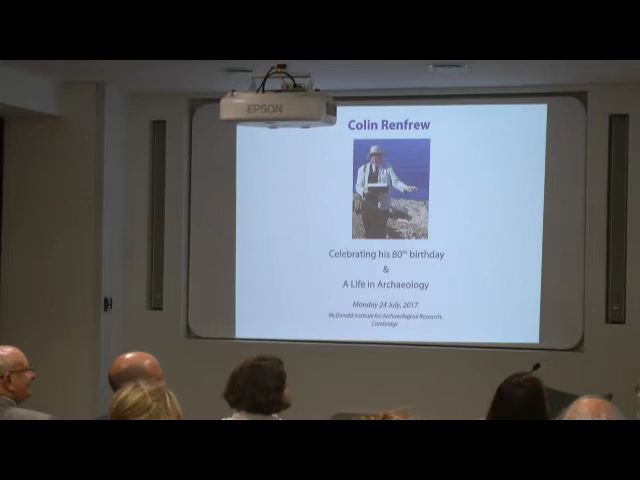 EPSON
Colin Renfrew
Celebrating his 80th birthday
&
A Life in Archaeology
Monday 24 July, 2017
McDonald Institute for Archaeological Research,
Cambridge